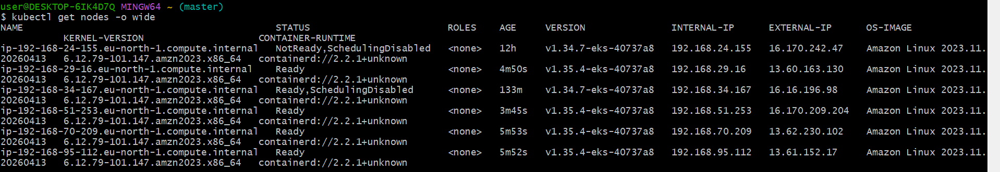 user@DESKTOP-6IK4D7Q MINGW64 ~ (master)
$ kubectl get nodes -o wide
NAME STATUS ROLES AGE VERSION INTERNAL-IP EXTERNAL-IP OS-IMAGE
KERNEL-VERSION CONTAINER-RUNTIME
ip-192-168-24-155.eu-north-1.compute.internal NotReady,SchedulingDisabled <none> 12h v1.34.7-eks-40737a8 192.168.24.155 16.170.242.47 Amazon Linux 2023.11.
20260413 6.12.79-101.147.amzn2023.x86_64 containerd://2.2.1+unknown
ip-192-168-29-16.eu-north-1.compute.internal Ready <none> 4m50s v1.35.4-eks-40737a8 192.168.29.16 13.60.163.130 Amazon Linux 2023.11.
20260413 6.12.79-101.147.amzn2023.x86_64 containerd://2.2.1+unknown
ip-192-168-34-167.eu-north-1.compute.internal Ready,SchedulingDisabled <none> 133m v1.34.7-eks-40737a8 192.168.34.167 16.16.196.98 Amazon Linux 2023.11.
20260413 6.12.79-101.147.amzn2023.x86_64 containerd://2.2.1+unknown
ip-192-168-51-253.eu-north-1.compute.internal Ready <none> 3m45s v1.35.4-eks-40737a8 192.168.51.253 16.170.209.204 Amazon Linux 2023.11.
20260413 6.12.79-101.147.amzn2023.x86_64 containerd://2.2.1+unknown
ip-192-168-70-209.eu-north-1.compute.internal Ready <none> 5m53s v1.35.4-eks-40737a8 192.168.70.209 13.62.230.102 Amazon Linux 2023.11.
20260413 6.12.79-101.147.amzn2023.x86_64 containerd://2.2.1+unknown
ip-192-168-95-112.eu-north-1.compute.internal Ready <none> 5m52s v1.35.4-eks-40737a8 192.168.95.112 13.61.152.17 Amazon Linux 2023.11.
20260413 6.12.79-101.147.amzn2023.x86_64 containerd://2.2.1+unknown